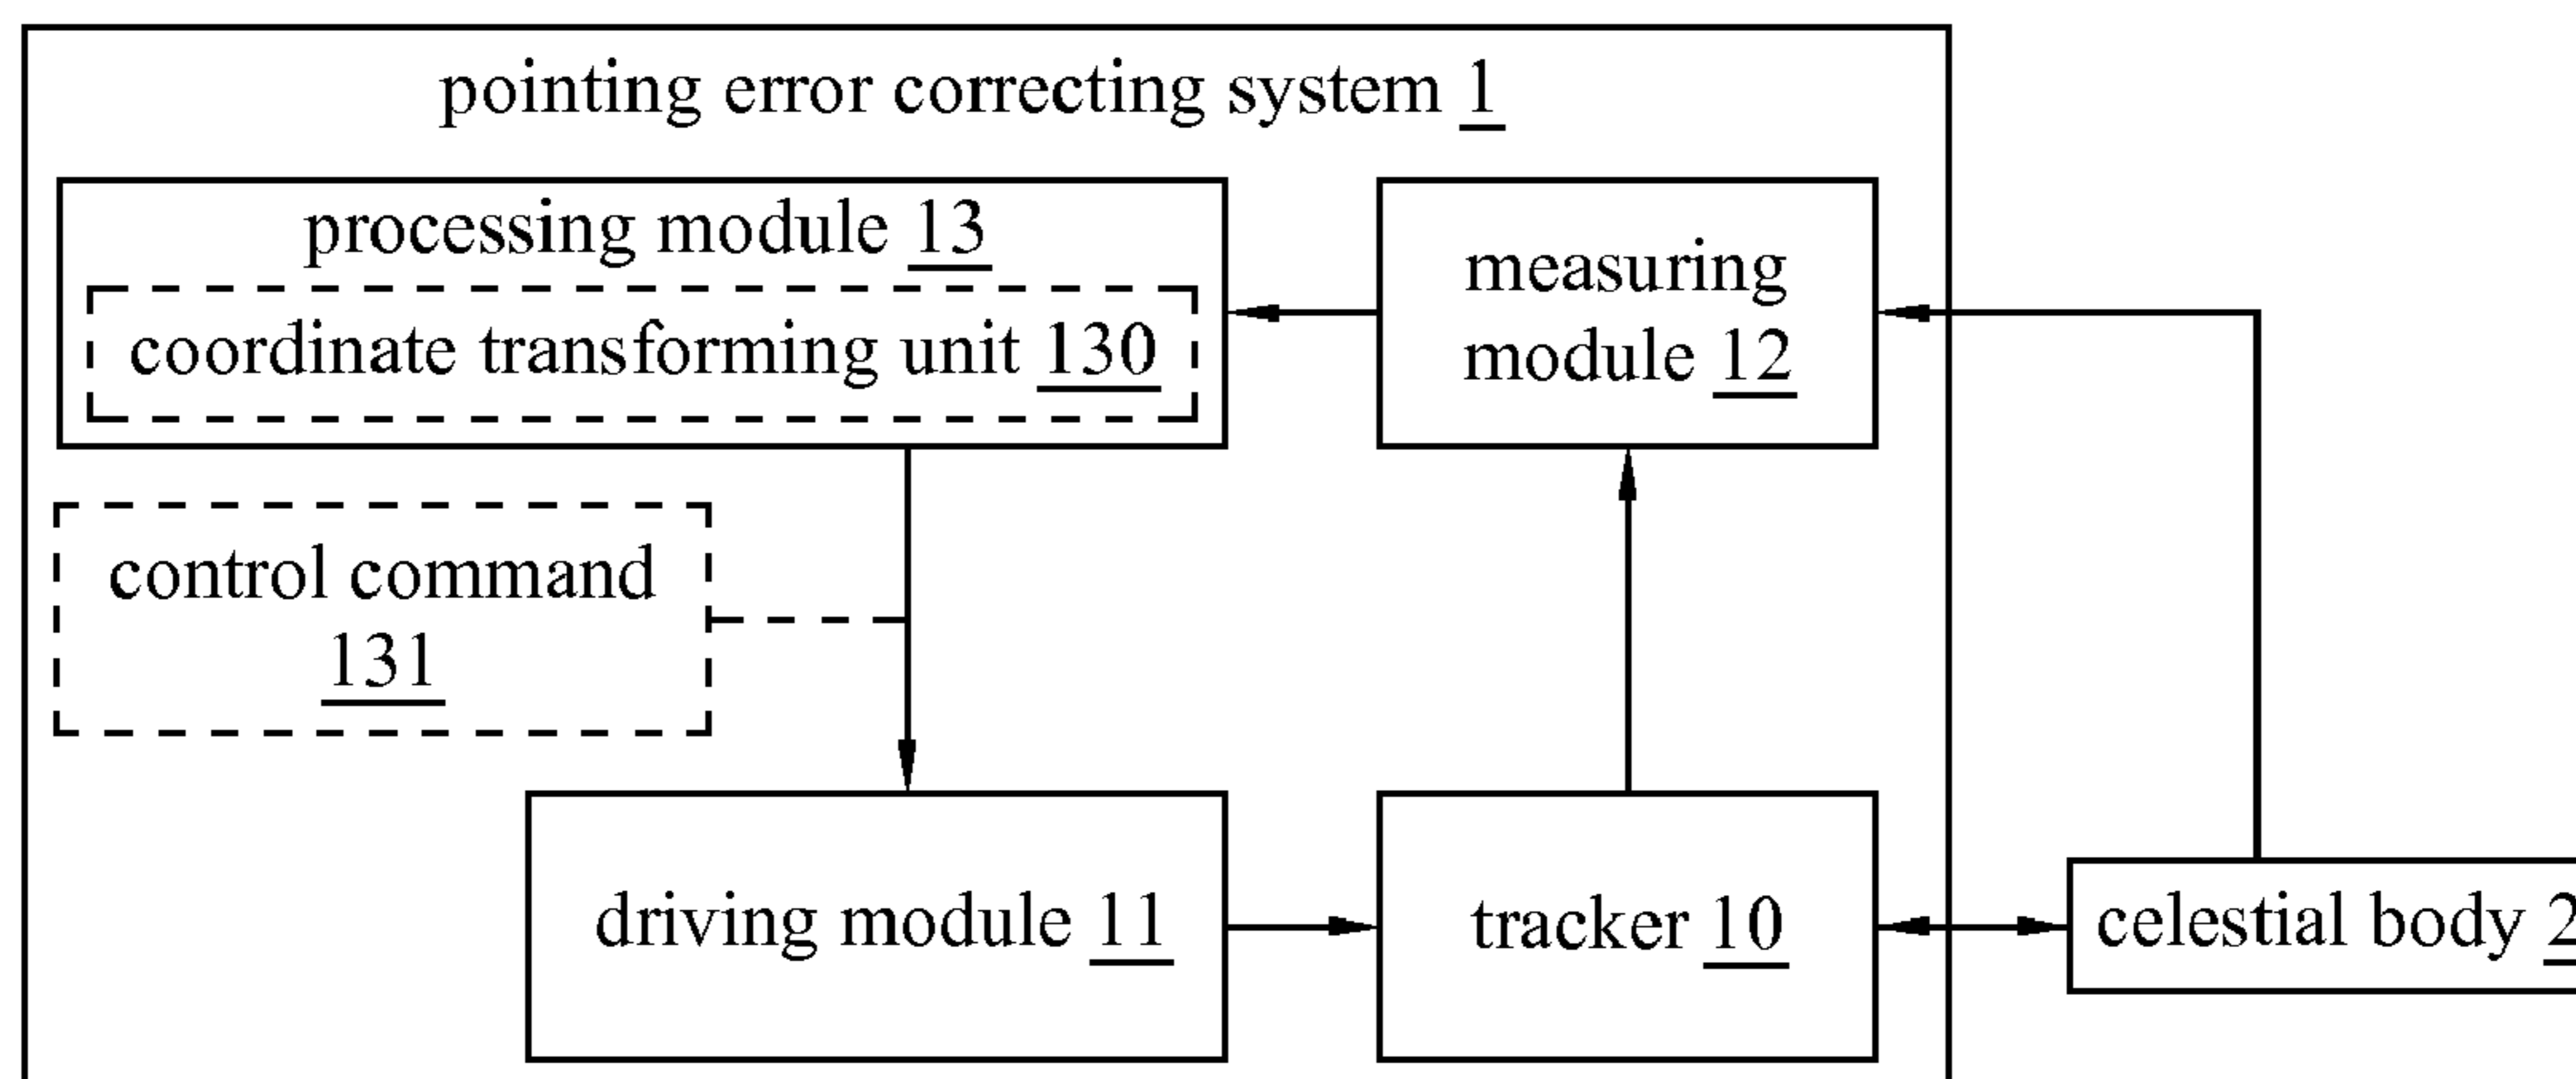 pointing error correcting system 1
processing module 13
coordinate transforming unit 130
measuring
module 12
control command
131
driving module 11
tracker 10
celestial body 2